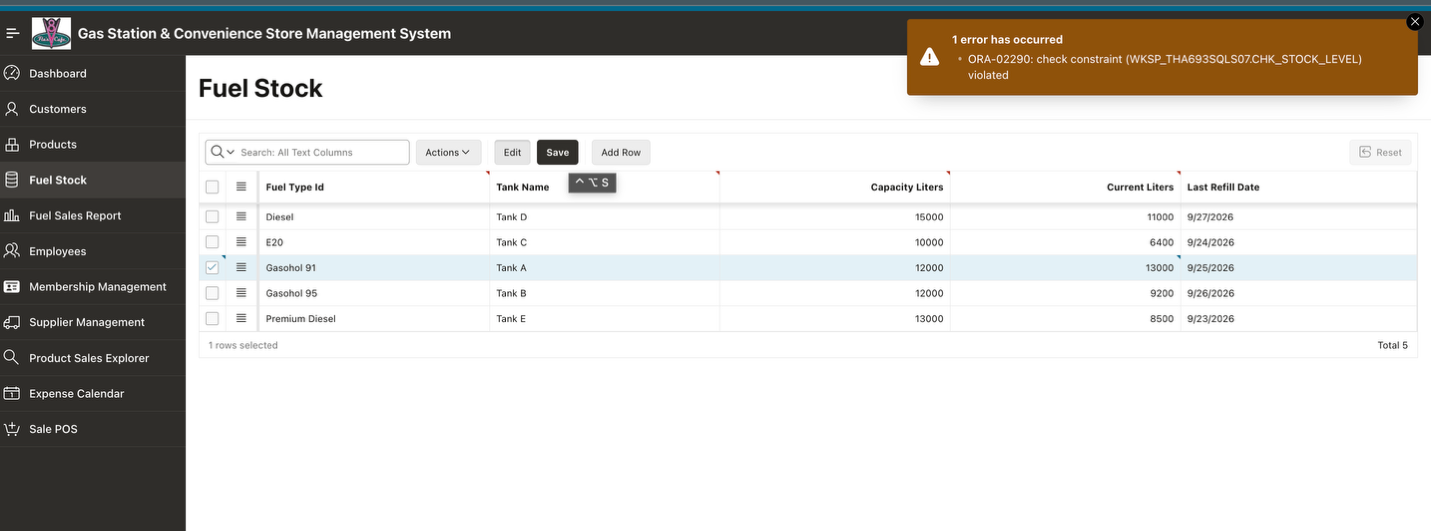 Gas Station & Convenience Store Management System
1 error has occurred
• ORA-02290: check constraint (WKSP_THA693SQLS07.CHK_STOCK_LEVEL)
violated
Dashboard
Customers
Products
Fuel Stock
Fuel Sales Report
Employees
Membership Management
Supplier Management
Product Sales Explorer
Expense Calendar
Sale POS
Fuel Stock
Search: All Text Columns Actions Edit Save Add Row Reset
^ ⌥ S
Fuel Type Id Tank Name Capacity Liters Current Liters Last Refill Date
Diesel Tank D 15000 11000 9/27/2026
E20 Tank C 10000 6400 9/24/2026
Gasohol 91 Tank A 12000 13000 9/25/2026
Gasohol 95 Tank B 12000 9200 9/26/2026
Premium Diesel Tank E 13000 8500 9/23/2026
1 rows selected Total 5